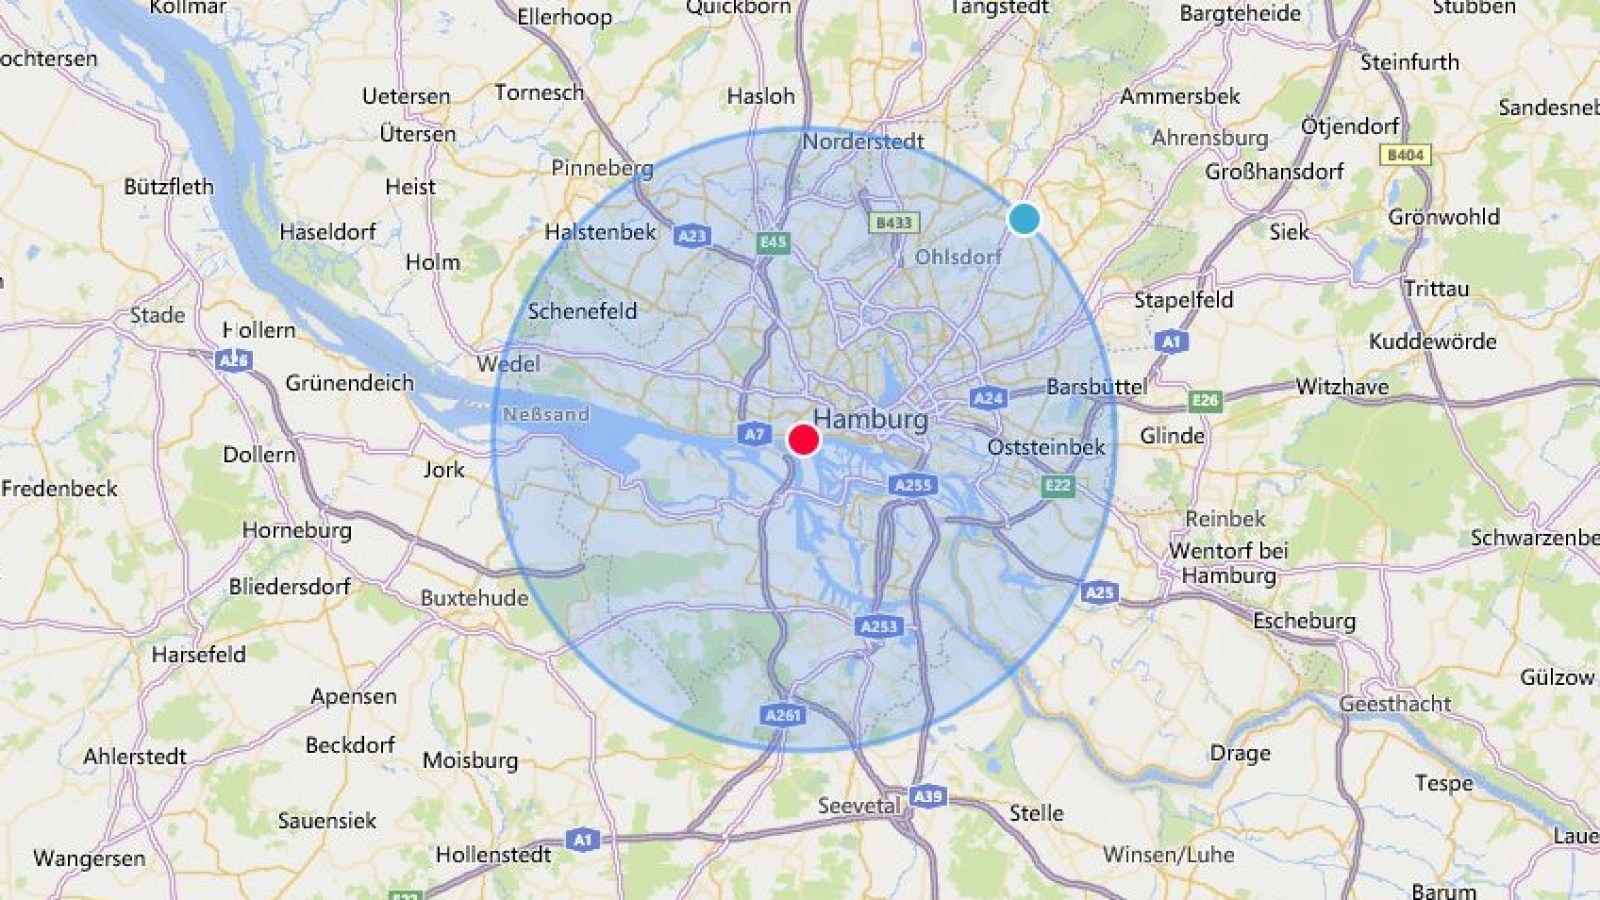 Kollmar
Ellerhoop
Quickborn
Tangstedt
Bargteheide
Stubben
ochtersen
Steinfurth
Uetersen
Tornesch
Hasloh
Ammersbek
Sandesneb
Ütersen
Norderstedt
Ahrensburg
Ötjendorf
B404
Pinneberg
Großhansdorf
Bützfleth
Heist
Haseldorf
Halstenbek
A23
E45
B433
Siek
Grönwohld
Holm
Ohlsdorf
Stade
Schenefeld
Stapelfeld
Trittau
Hollern
A26
Wedel
A1
Kuddewörde
Grünendeich
Neßsand
A24
Barsbüttel
E26
Witzhave
A7
Hamburg
Glinde
Dollern
Jork
Oststeinbek
Fredenbeck
A255
E22
Horneburg
Reinbek
Schwarzenbe
Wentorf bei
Hamburg
Bliedersdorf
Buxtehude
A25
A253
Escheburg
Harsefeld
Gülzow
Apensen
A261
Geesthacht
Ahlerstedt
Beckdorf
Moisburg
Drage
Tespe
Sauensiek
Seevetal
A39
Stelle
A1
Laue
Wangersen
Hollenstedt
Winsen/Luhe
Barum